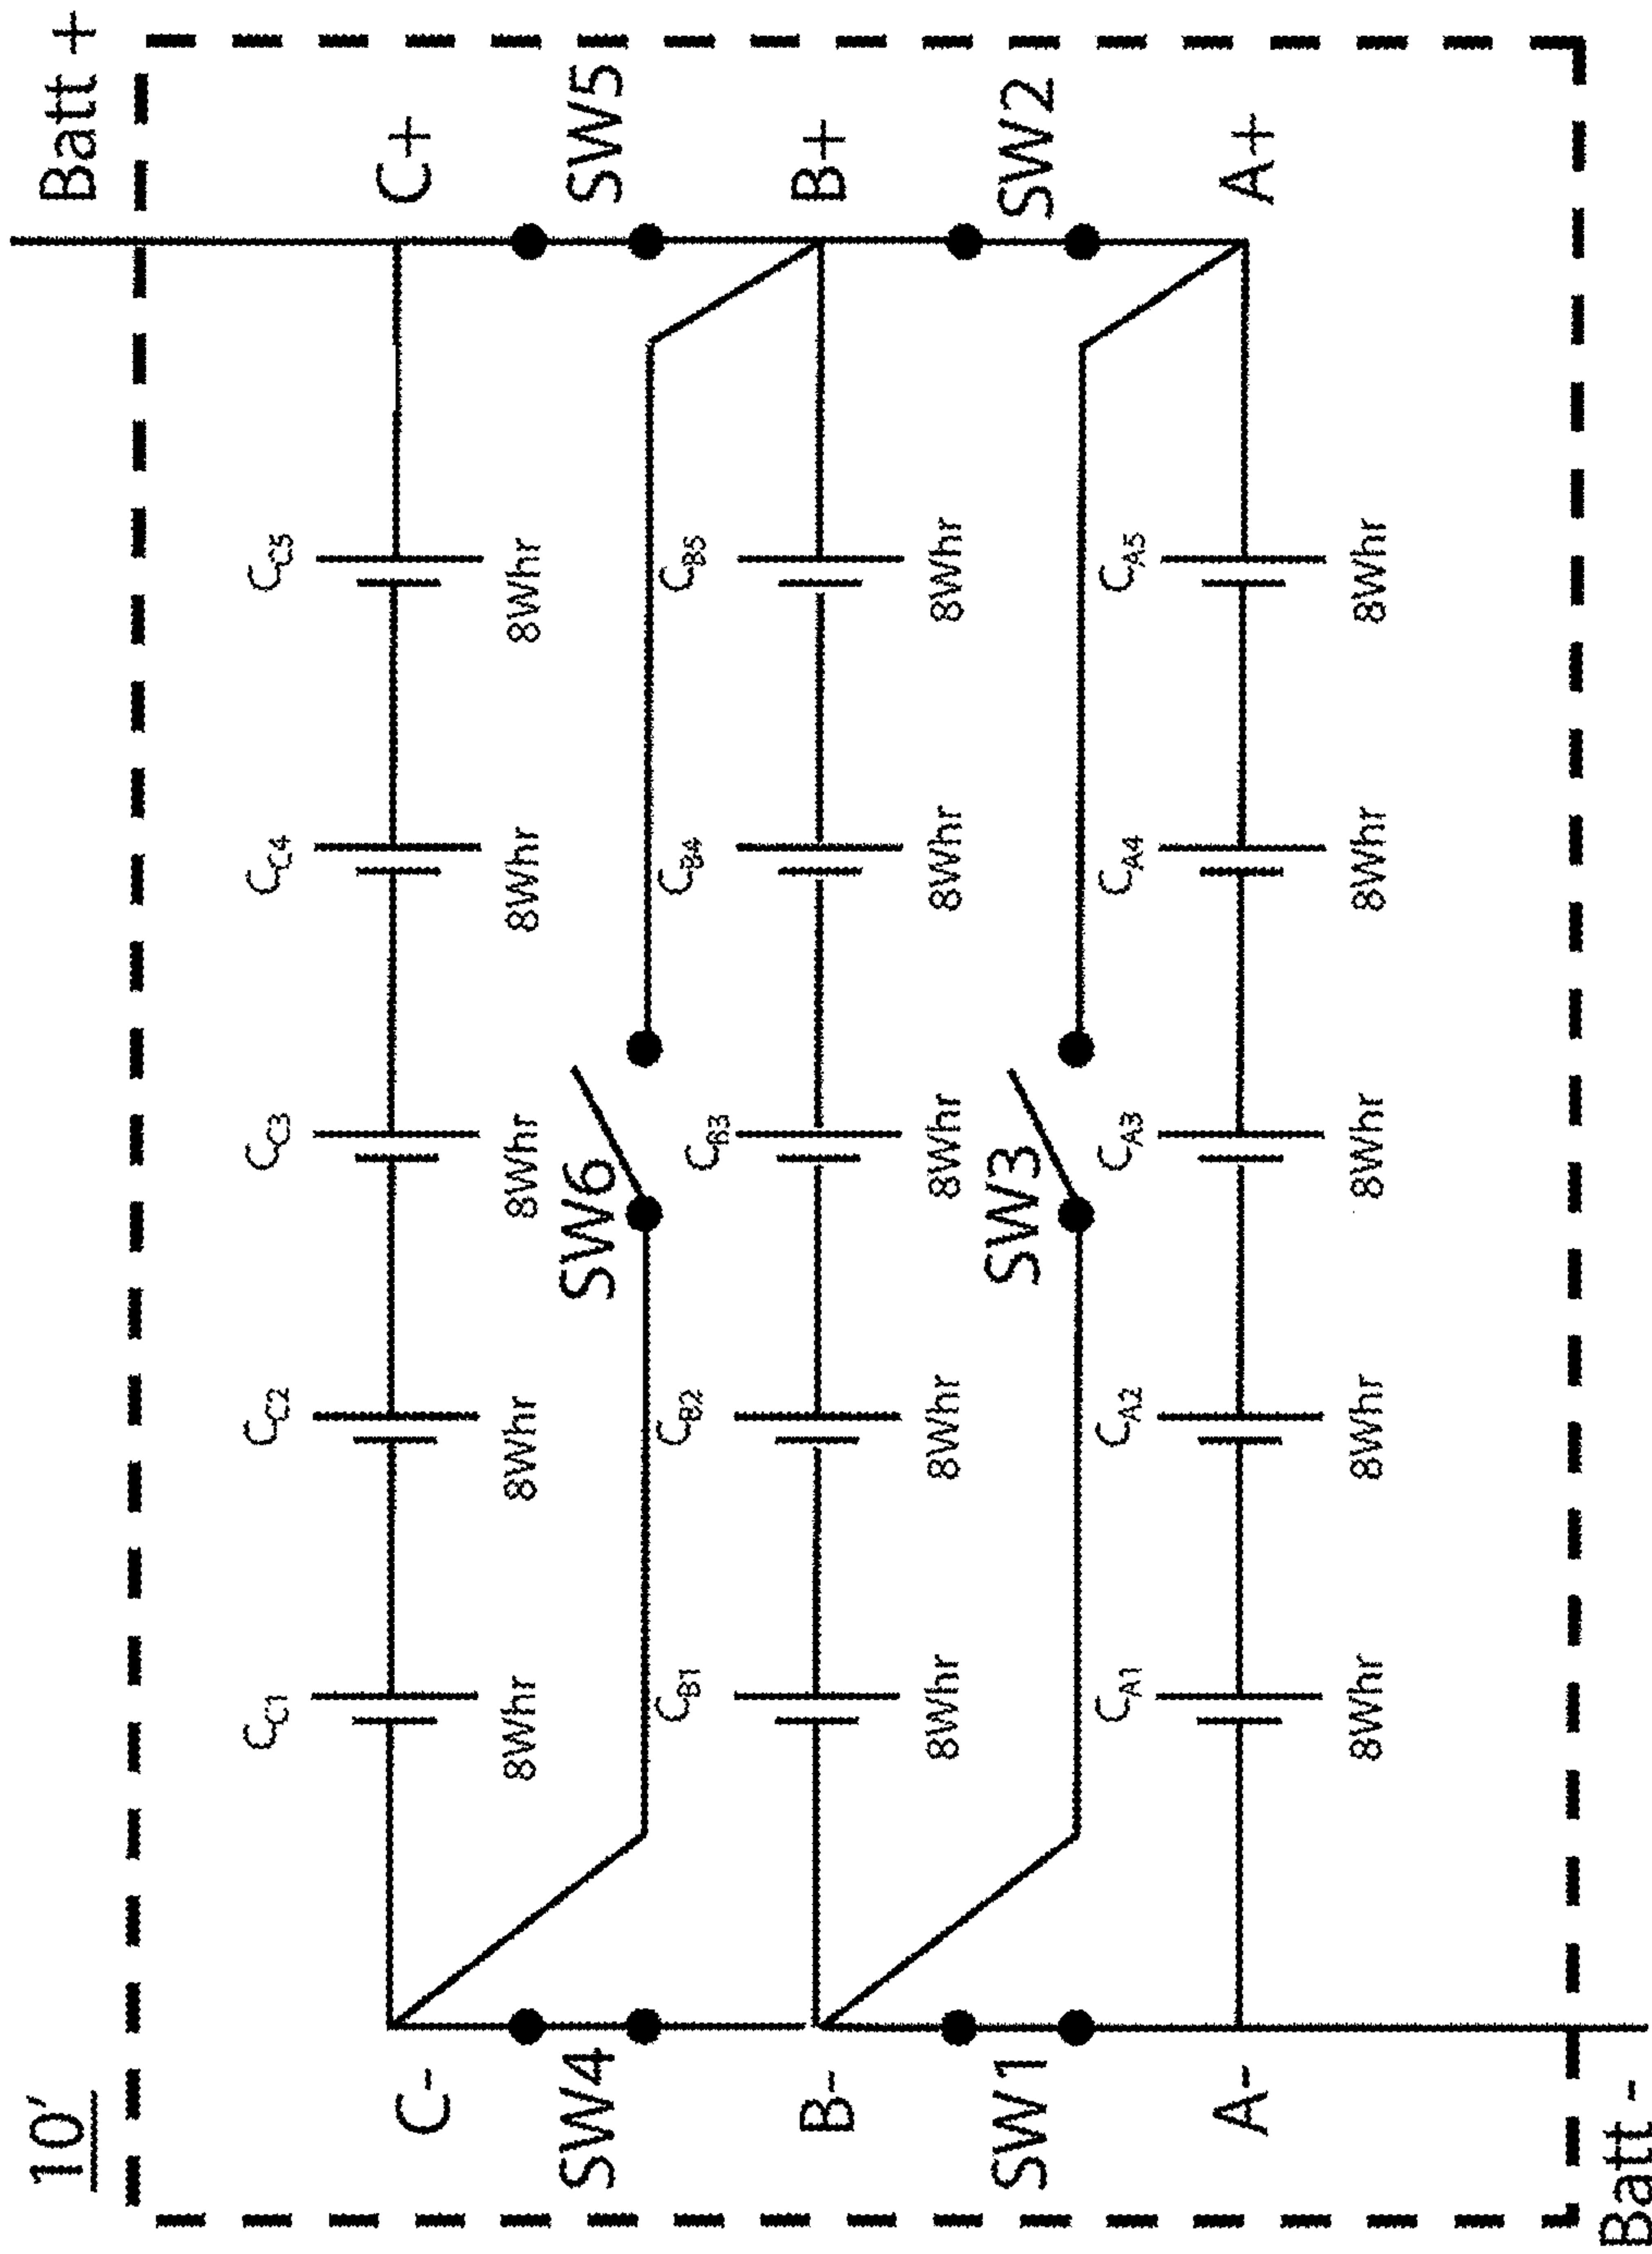 10'
Batt +
C-
C+
C_C1
C_C2
C_C3
C_C4
C_C5
8Whr
8Whr
8Whr
8Whr
8Whr
SW4
SW6
SW5
B-
B+
C_B1
C_B2
C_B3
C_B4
C_B5
8Whr
8Whr
8Whr
8Whr
8Whr
SW1
SW3
SW2
A-
A+
C_A1
C_A2
C_A3
C_A4
C_A5
8Whr
8Whr
8Whr
8Whr
8Whr
Batt -